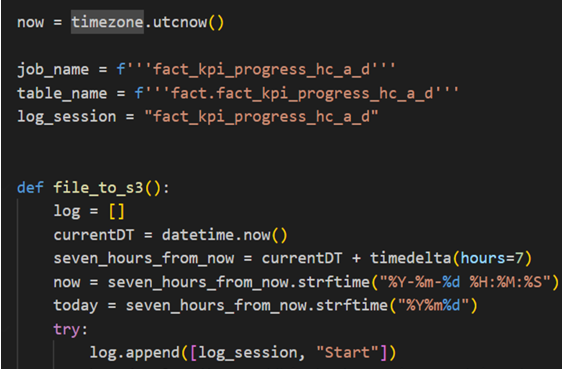 now = timezone.utcnow()
job_name = f'''fact_kpi_progress_hc_a_d'''
table_name = f'''fact.fact_kpi_progress_hc_a_d'''
log_session = "fact_kpi_progress_hc_a_d"
def file_to_s3():
    log = []
    currentDT = datetime.now()
    seven_hours_from_now = currentDT + timedelta(hours=7)
    now = seven_hours_from_now.strftime("%Y-%m-%d %H:%M:%S")
    today = seven_hours_from_now.strftime("%Y%m%d")
    try:
        log.append([log_session, "Start"])